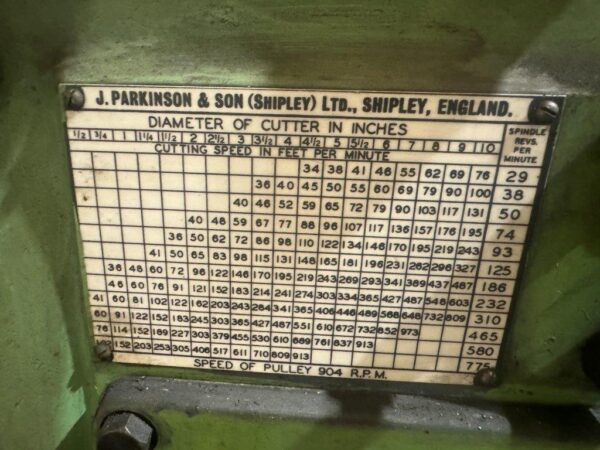 J. PARKINSON & SON (SHIPLEY) LTD., SHIPLEY, ENGLAND.
DIAMETER OF CUTTER IN INCHES
SPINDLE REVS. PER MINUTE
1/2 3/4 1 1 1/4 1 1/2 2 2 1/2 3 3 1/2 4 4 1/2 5 5 1/2 6 7 8 9 10
CUTTING SPEED IN FEET PER MINUTE
34 38 41 46 55 62 69 76 29
36 40 45 50 55 60 69 79 90 100 38
40 46 52 59 65 72 79 90 103 117 131 50
40 48 59 67 77 88 96 107 117 136 157 176 195 74
36 50 62 72 86 98 110 122 134 146 170 195 219 243 93
41 50 65 83 98 115 131 148 165 181 196 231 262 296 327 125
36 48 60 72 96 122 146 170 195 219 243 269 293 341 389 437 487 186
46 60 76 91 121 152 183 214 241 274 303 334 365 427 487 548 603 232
41 60 81 102 122 162 203 243 284 341 365 406 446 489 568 648 732 809 310
60 91 122 152 183 245 303 365 427 487 551 610 672 732 852 973 465
76 114 152 189 227 303 379 455 530 610 689 761 837 913 580
152 203 253 305 406 517 611 710 809 913 775
SPEED OF PULLEY 904 R.P.M.